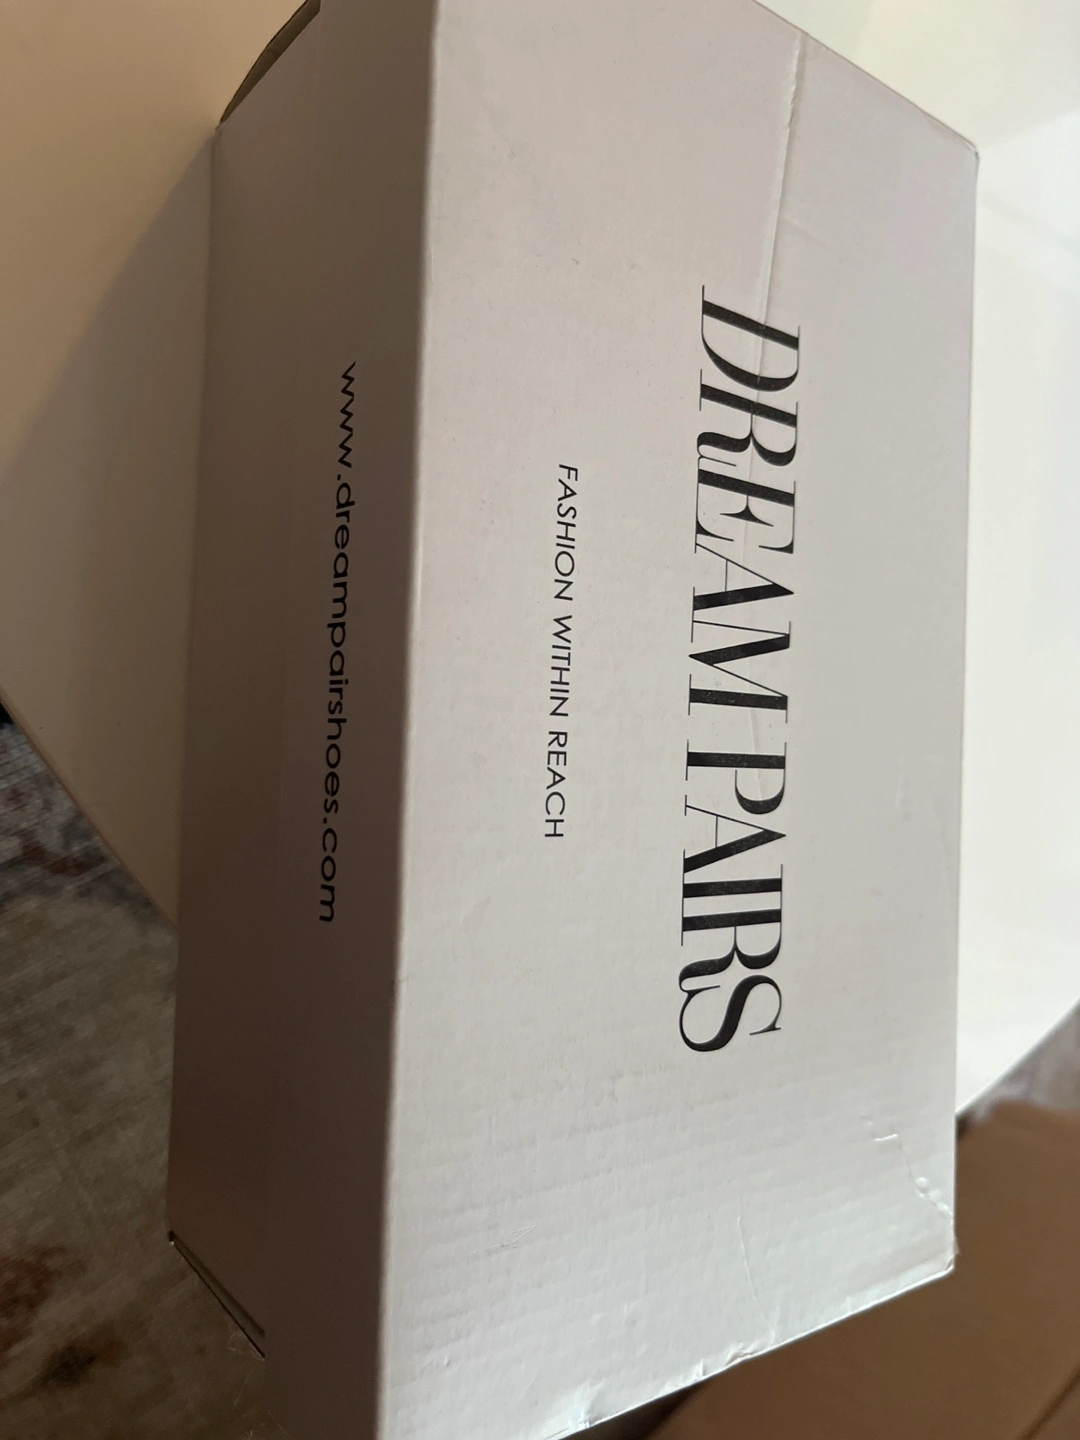 DREAM PAIRS
FASHION WITHIN REACH
www.dreampairshoes.com